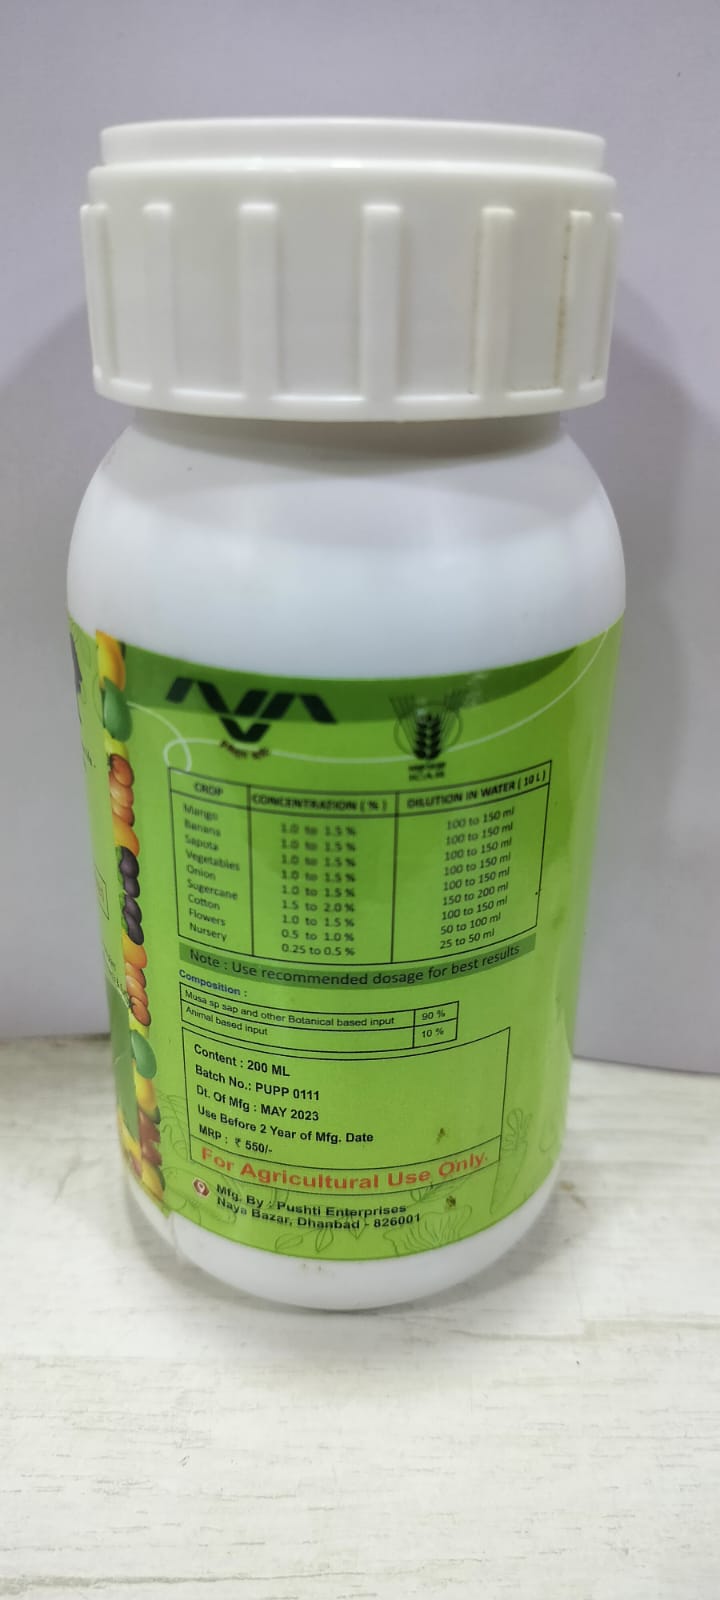 CROP CONCENTRATION ( % ) DILUTION IN WATER ( 10 L )
Mango 1.0 to 1.5 % 100 to 150 ml
Banana 1.0 to 1.5 % 100 to 150 ml
Sapota 1.0 to 1.5 % 100 to 150 ml
Vegetables 1.0 to 1.5 % 100 to 150 ml
Onion 1.0 to 1.5 % 100 to 150 ml
Sugercane 1.5 to 2.0 % 150 to 200 ml
Cotton 1.0 to 1.5 % 100 to 150 ml
Flowers 0.5 to 1.0 % 50 to 100 ml
Nursery 0.25 to 0.5 % 25 to 50 ml
Note : Use recommended dosage for best results
Composition :
Musa sp sap and other Botanical based input 90 %
Animal based input 10 %
Content : 200 ML
Batch No.: PUPP 0111
Dt. Of Mfg : MAY 2023
Use Before 2 Year of Mfg. Date
MRP : ₹ 550/-
For Agricultural Use Only.
Mfg. By : Pushti Enterprises
Naya Bazar, Dhanbad - 826001